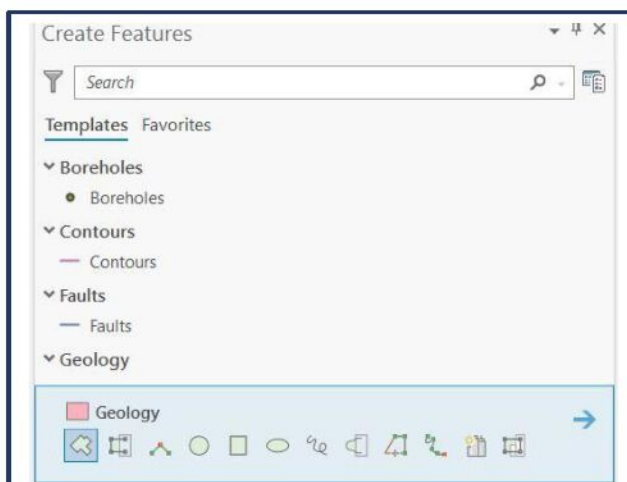 Create Features
Search
Templates Favorites
Boreholes
Boreholes
Contours
Contours
Faults
Faults
Geology
Geology